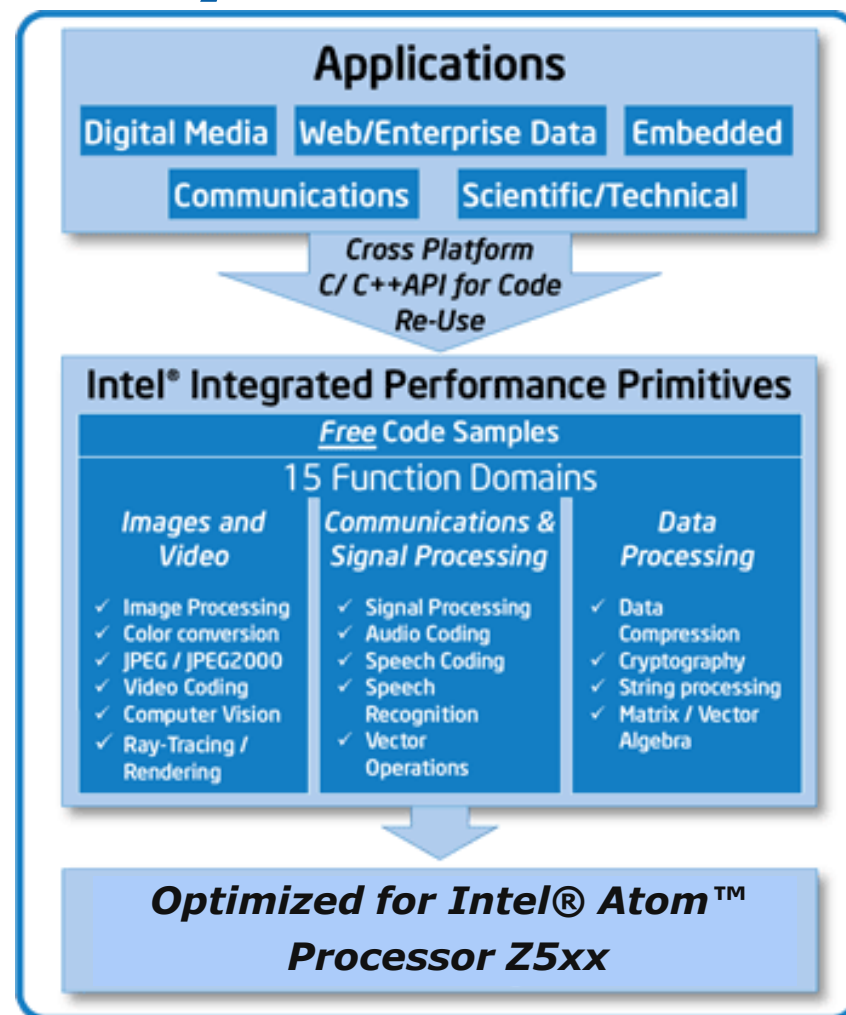 Applications
Digital Media Web/Enterprise Data Embedded
Communications Scientific/Technical
Cross Platform
C/ C++API for Code
Re-Use
Intel® Integrated Performance Primitives
Free Code Samples
15 Function Domains
Images and
Video
✓ Image Processing
✓ Color conversion
✓ JPEG / JPEG2000
✓ Video Coding
✓ Computer Vision
✓ Ray-Tracing /
Rendering
Communications &
Signal Processing
✓ Signal Processing
✓ Audio Coding
✓ Speech Coding
✓ Speech
Recognition
✓ Vector
Operations
Data
Processing
✓ Data
Compression
✓ Cryptography
✓ String processing
✓ Matrix / Vector
Algebra
Optimized for Intel® Atom™
Processor Z5xx